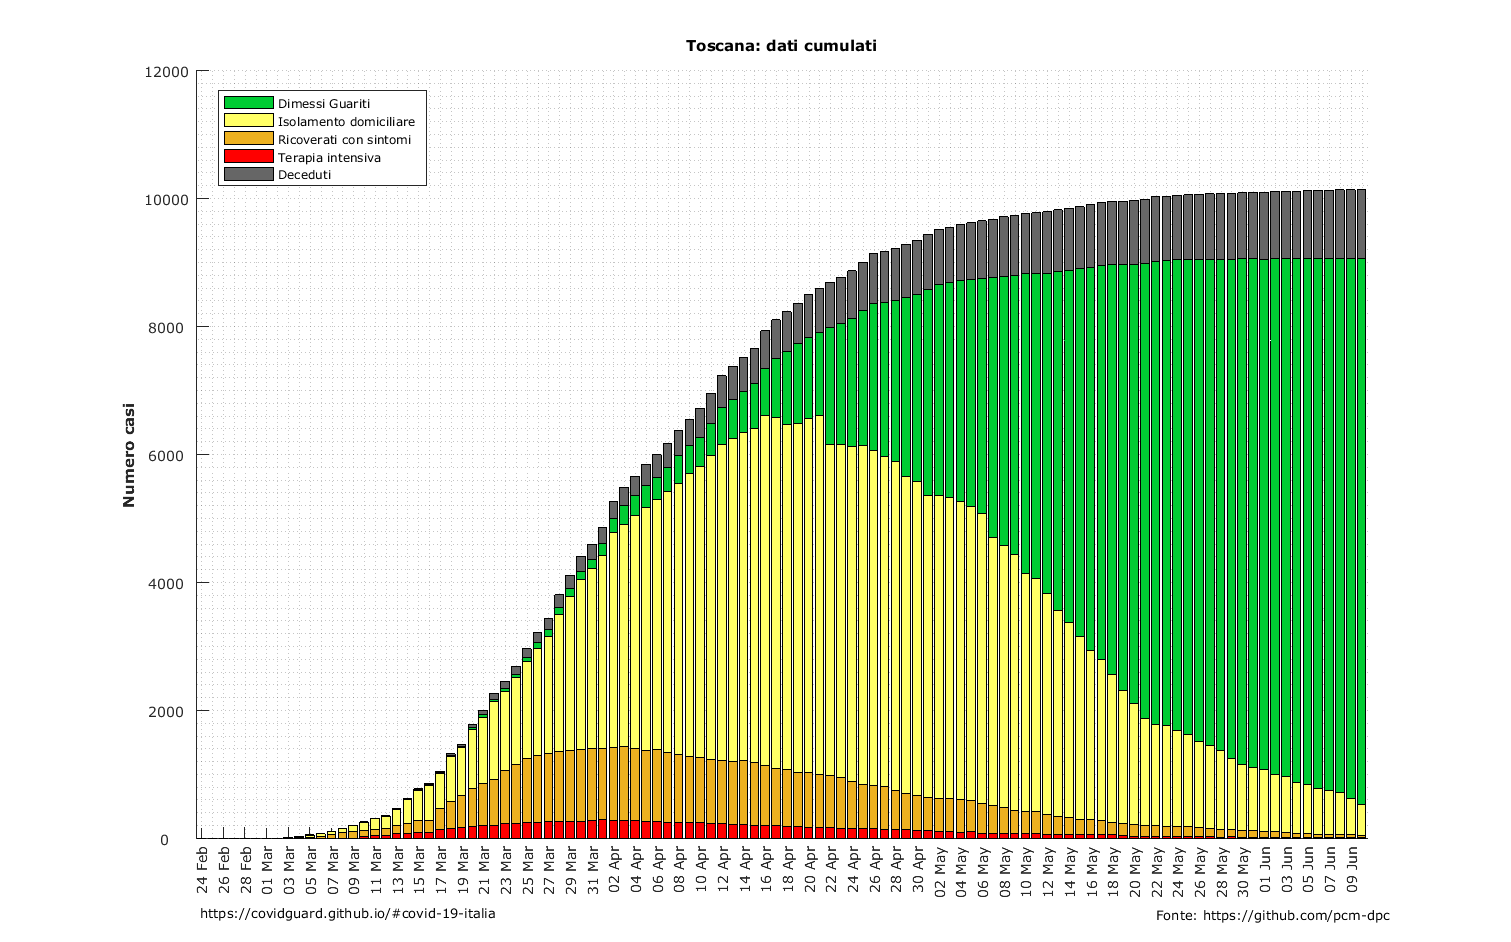 Toscana: dati cumulati
12000
10000
8000
6000
4000
2000
0
Numero casi
Dimessi Guariti
Isolamento domiciliare
Ricoverati con sintomi
Terapia intensiva
Deceduti
24 Feb
26 Feb
28 Feb
01 Mar
03 Mar
05 Mar
07 Mar
09 Mar
11 Mar
13 Mar
15 Mar
17 Mar
19 Mar
21 Mar
23 Mar
25 Mar
27 Mar
29 Mar
31 Mar
02 Apr
04 Apr
06 Apr
08 Apr
10 Apr
12 Apr
14 Apr
16 Apr
18 Apr
20 Apr
22 Apr
24 Apr
26 Apr
28 Apr
30 Apr
02 May
04 May
06 May
08 May
10 May
12 May
14 May
16 May
18 May
20 May
22 May
24 May
26 May
28 May
30 May
01 Jun
03 Jun
05 Jun
07 Jun
09 Jun
https://covidguard.github.io/#covid-19-italia
Fonte: https://github.com/pcm-dpc